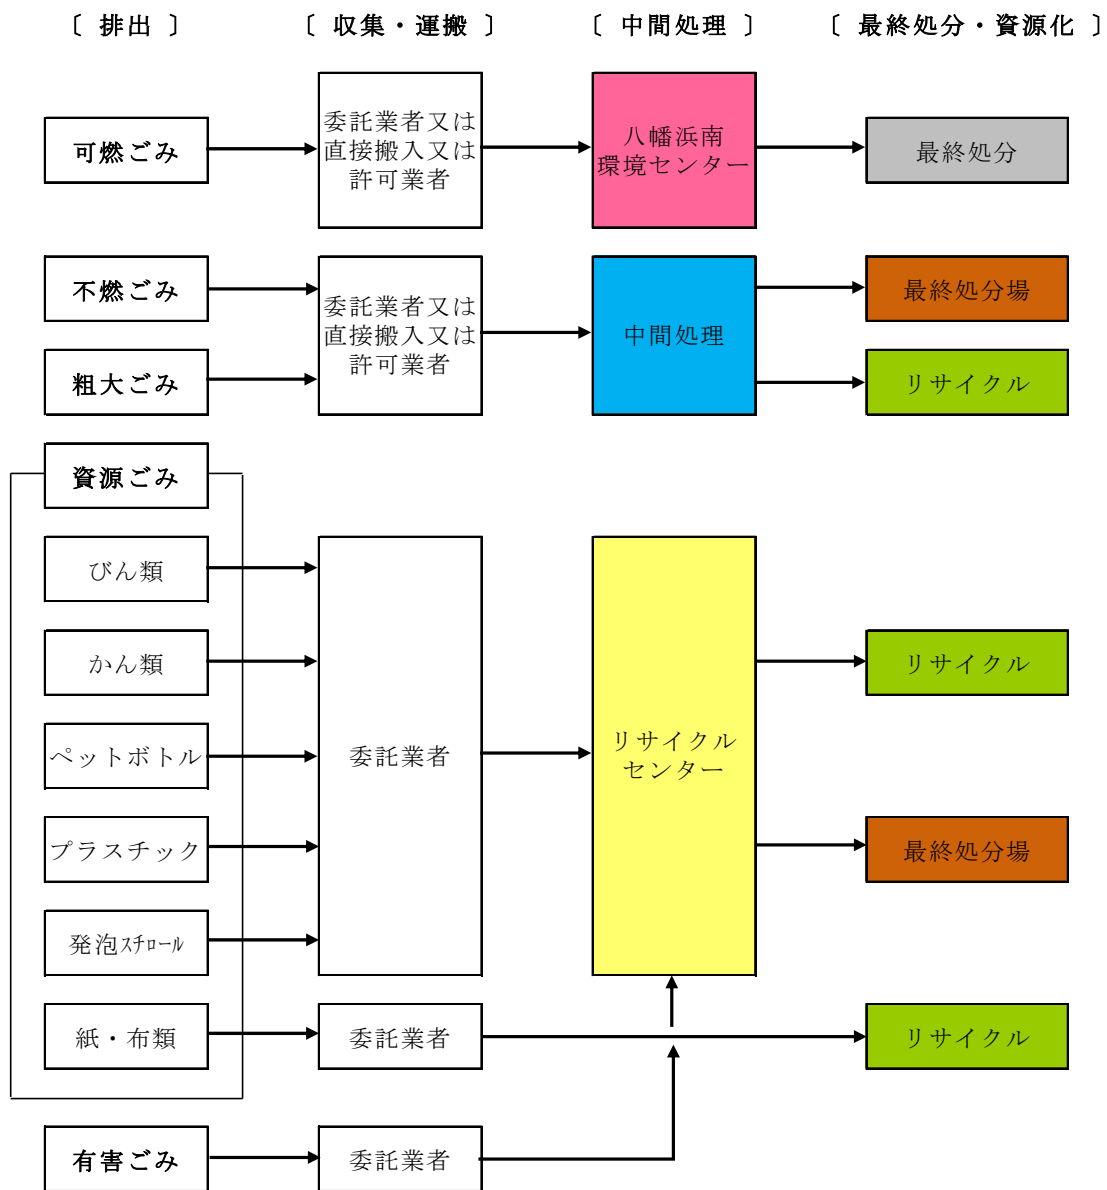 〔 排出 〕
〔 収集・運搬 〕
〔 中間処理 〕
〔 最終処分・資源化 〕
可燃ごみ
委託業者又は
直接搬入又は
許可業者
八幡浜南
環境センター
最終処分
不燃ごみ
粗大ごみ
委託業者又は
直接搬入又は
許可業者
中間処理
最終処分場
リサイクル
資源ごみ
びん類
かん類
ペットボトル
プラスチック
発泡ｽﾁﾛｰﾙ
委託業者
リサイクル
センター
リサイクル
最終処分場
紙・布類
委託業者
リサイクル
有害ごみ
委託業者